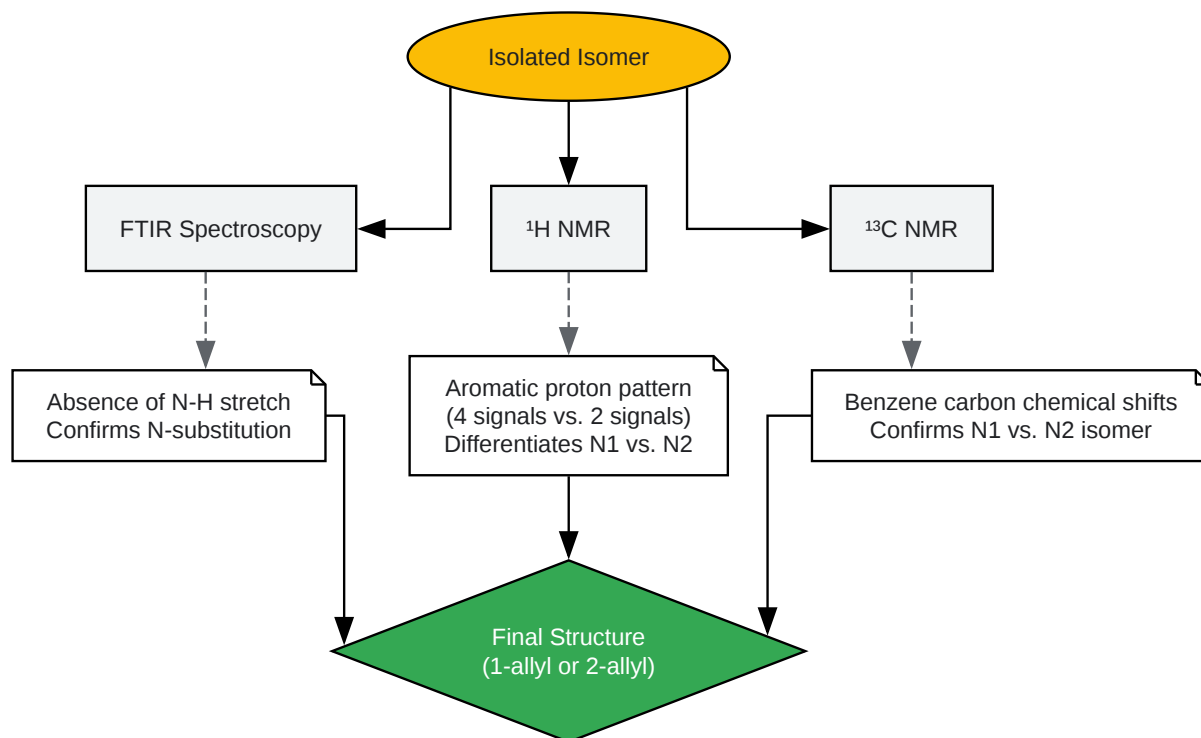 Isolated Isomer
FTIR Spectroscopy
¹H NMR
¹³C NMR
Absence of N-H stretch
Confirms N-substitution
Aromatic proton pattern
(4 signals vs. 2 signals)
Differentiates N1 vs. N2
Benzene carbon chemical shifts
Confirms N1 vs. N2 isomer
Final Structure
(1-allyl or 2-allyl)